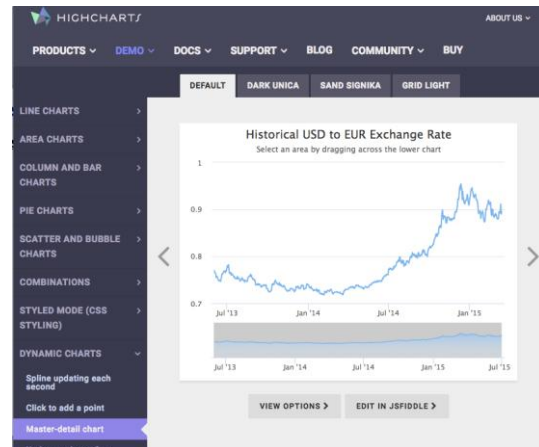 HIGHCHARTS
ABOUT US
PRODUCTS DEMO DOCS SUPPORT BLOG COMMUNITY BUY
DEFAULT DARK UNICA SAND SIGNIKA GRID LIGHT
LINE CHARTS
AREA CHARTS
COLUMN AND BAR
CHARTS
PIE CHARTS
SCATTER AND BUBBLE
CHARTS
COMBINATIONS
STYLED MODE (CSS
STYLING)
DYNAMIC CHARTS
Spline updating each
second
Click to add a point
Master-detail chart
Historical USD to EUR Exchange Rate
Select an area by dragging across the lower chart
1
0.9
0.8
0.7
Jul '13 Jan '14 Jul '14 Jan '15
Jul '13 Jan '14 Jul '14 Jan '15 Jul '15
VIEW OPTIONS EDIT IN JSFIDDLE